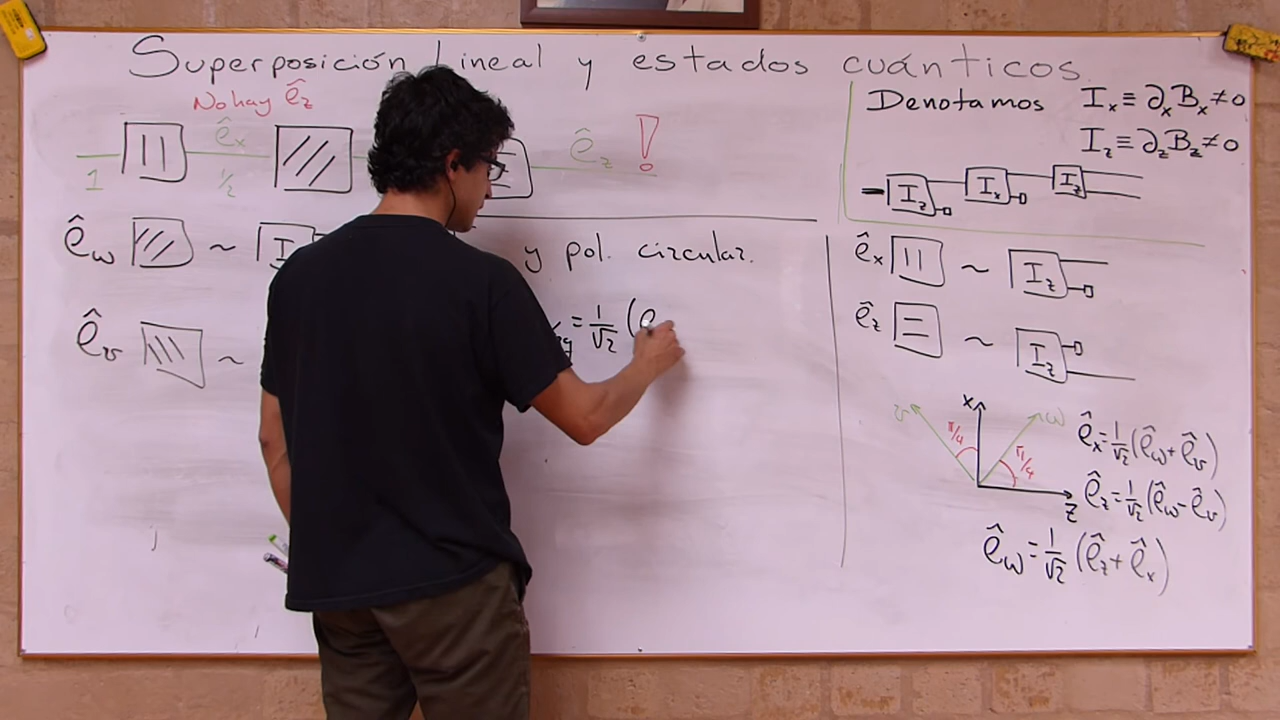 Superposición Lineal y estados cuánticos
No hay ê_z
1
ê_x
1/2
ê_z !
ê_w ~ I
y pol. circular.
ê_v ~
= 1/√2 (e
Denotamos I_x ≡ ∂_x B_x ≠ 0
I_z ≡ ∂_z B_z ≠ 0
I_z I_x I_z
ê_x ~ I_z
ê_z ~ I_z
v x w
π/4 π/4
z
ê_x = 1/√2 (ê_w + ê_v)
ê_z = 1/√2 (ê_w - ê_v)
ê_w = 1/√2 (ê_z + ê_x)